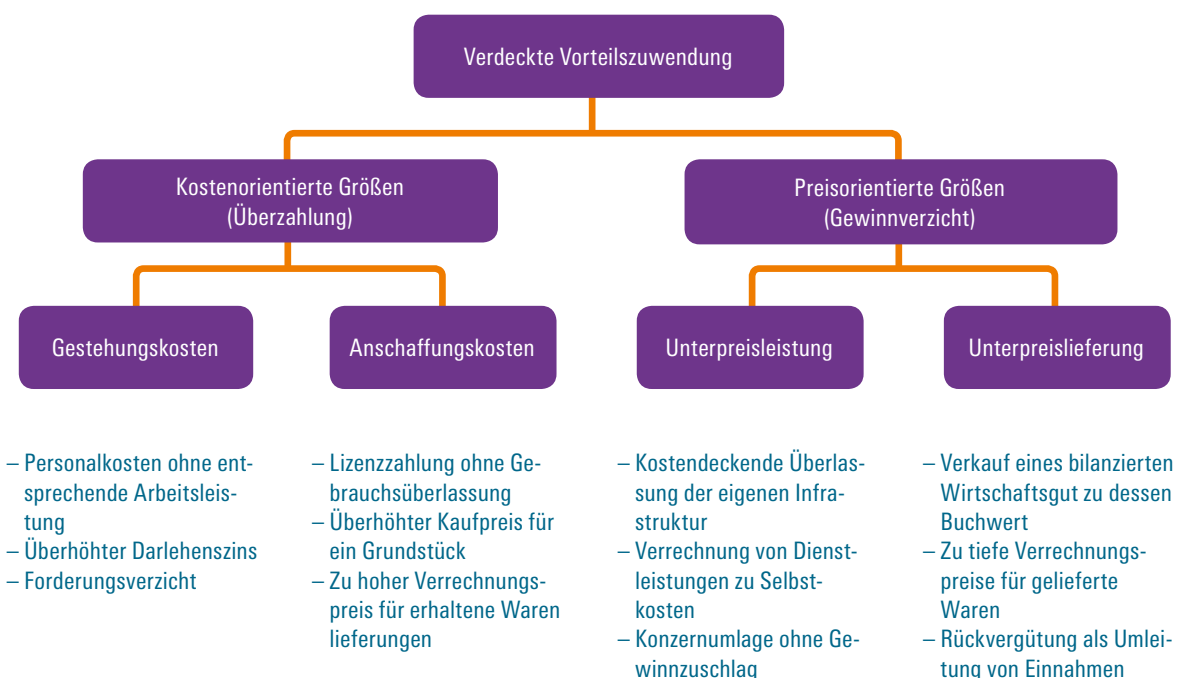 Verdeckte Vorteilszuwendung
Kostenorientierte Größen
(Überzahlung)
Preisorientierte Größen
(Gewinnverzicht)
Gestehungskosten
Anschaffungskosten
Unterpreisleistung
Unterpreislieferung
– Personalkosten ohne ent-
sprechende Arbeitsleis-
tung
– Überhöhter Darlehenszins
– Forderungsverzicht
– Lizenzzahlung ohne Ge-
brauchsüberlassung
– Überhöhter Kaufpreis für
ein Grundstück
– Zu hoher Verrechnungs-
preis für erhaltene Waren
lieferungen
– Kostendeckende Überlas-
sung der eigenen Infra-
struktur
– Verrechnung von Dienst-
leistungen zu Selbst-
kosten
– Konzernumlage ohne Ge-
winnzuschlag
– Verkauf eines bilanzierten
Wirtschaftsgut zu dessen
Buchwert
– Zu tiefe Verrechnungs-
preise für gelieferte
Waren
– Rückvergütung als Umlei-
tung von Einnahmen